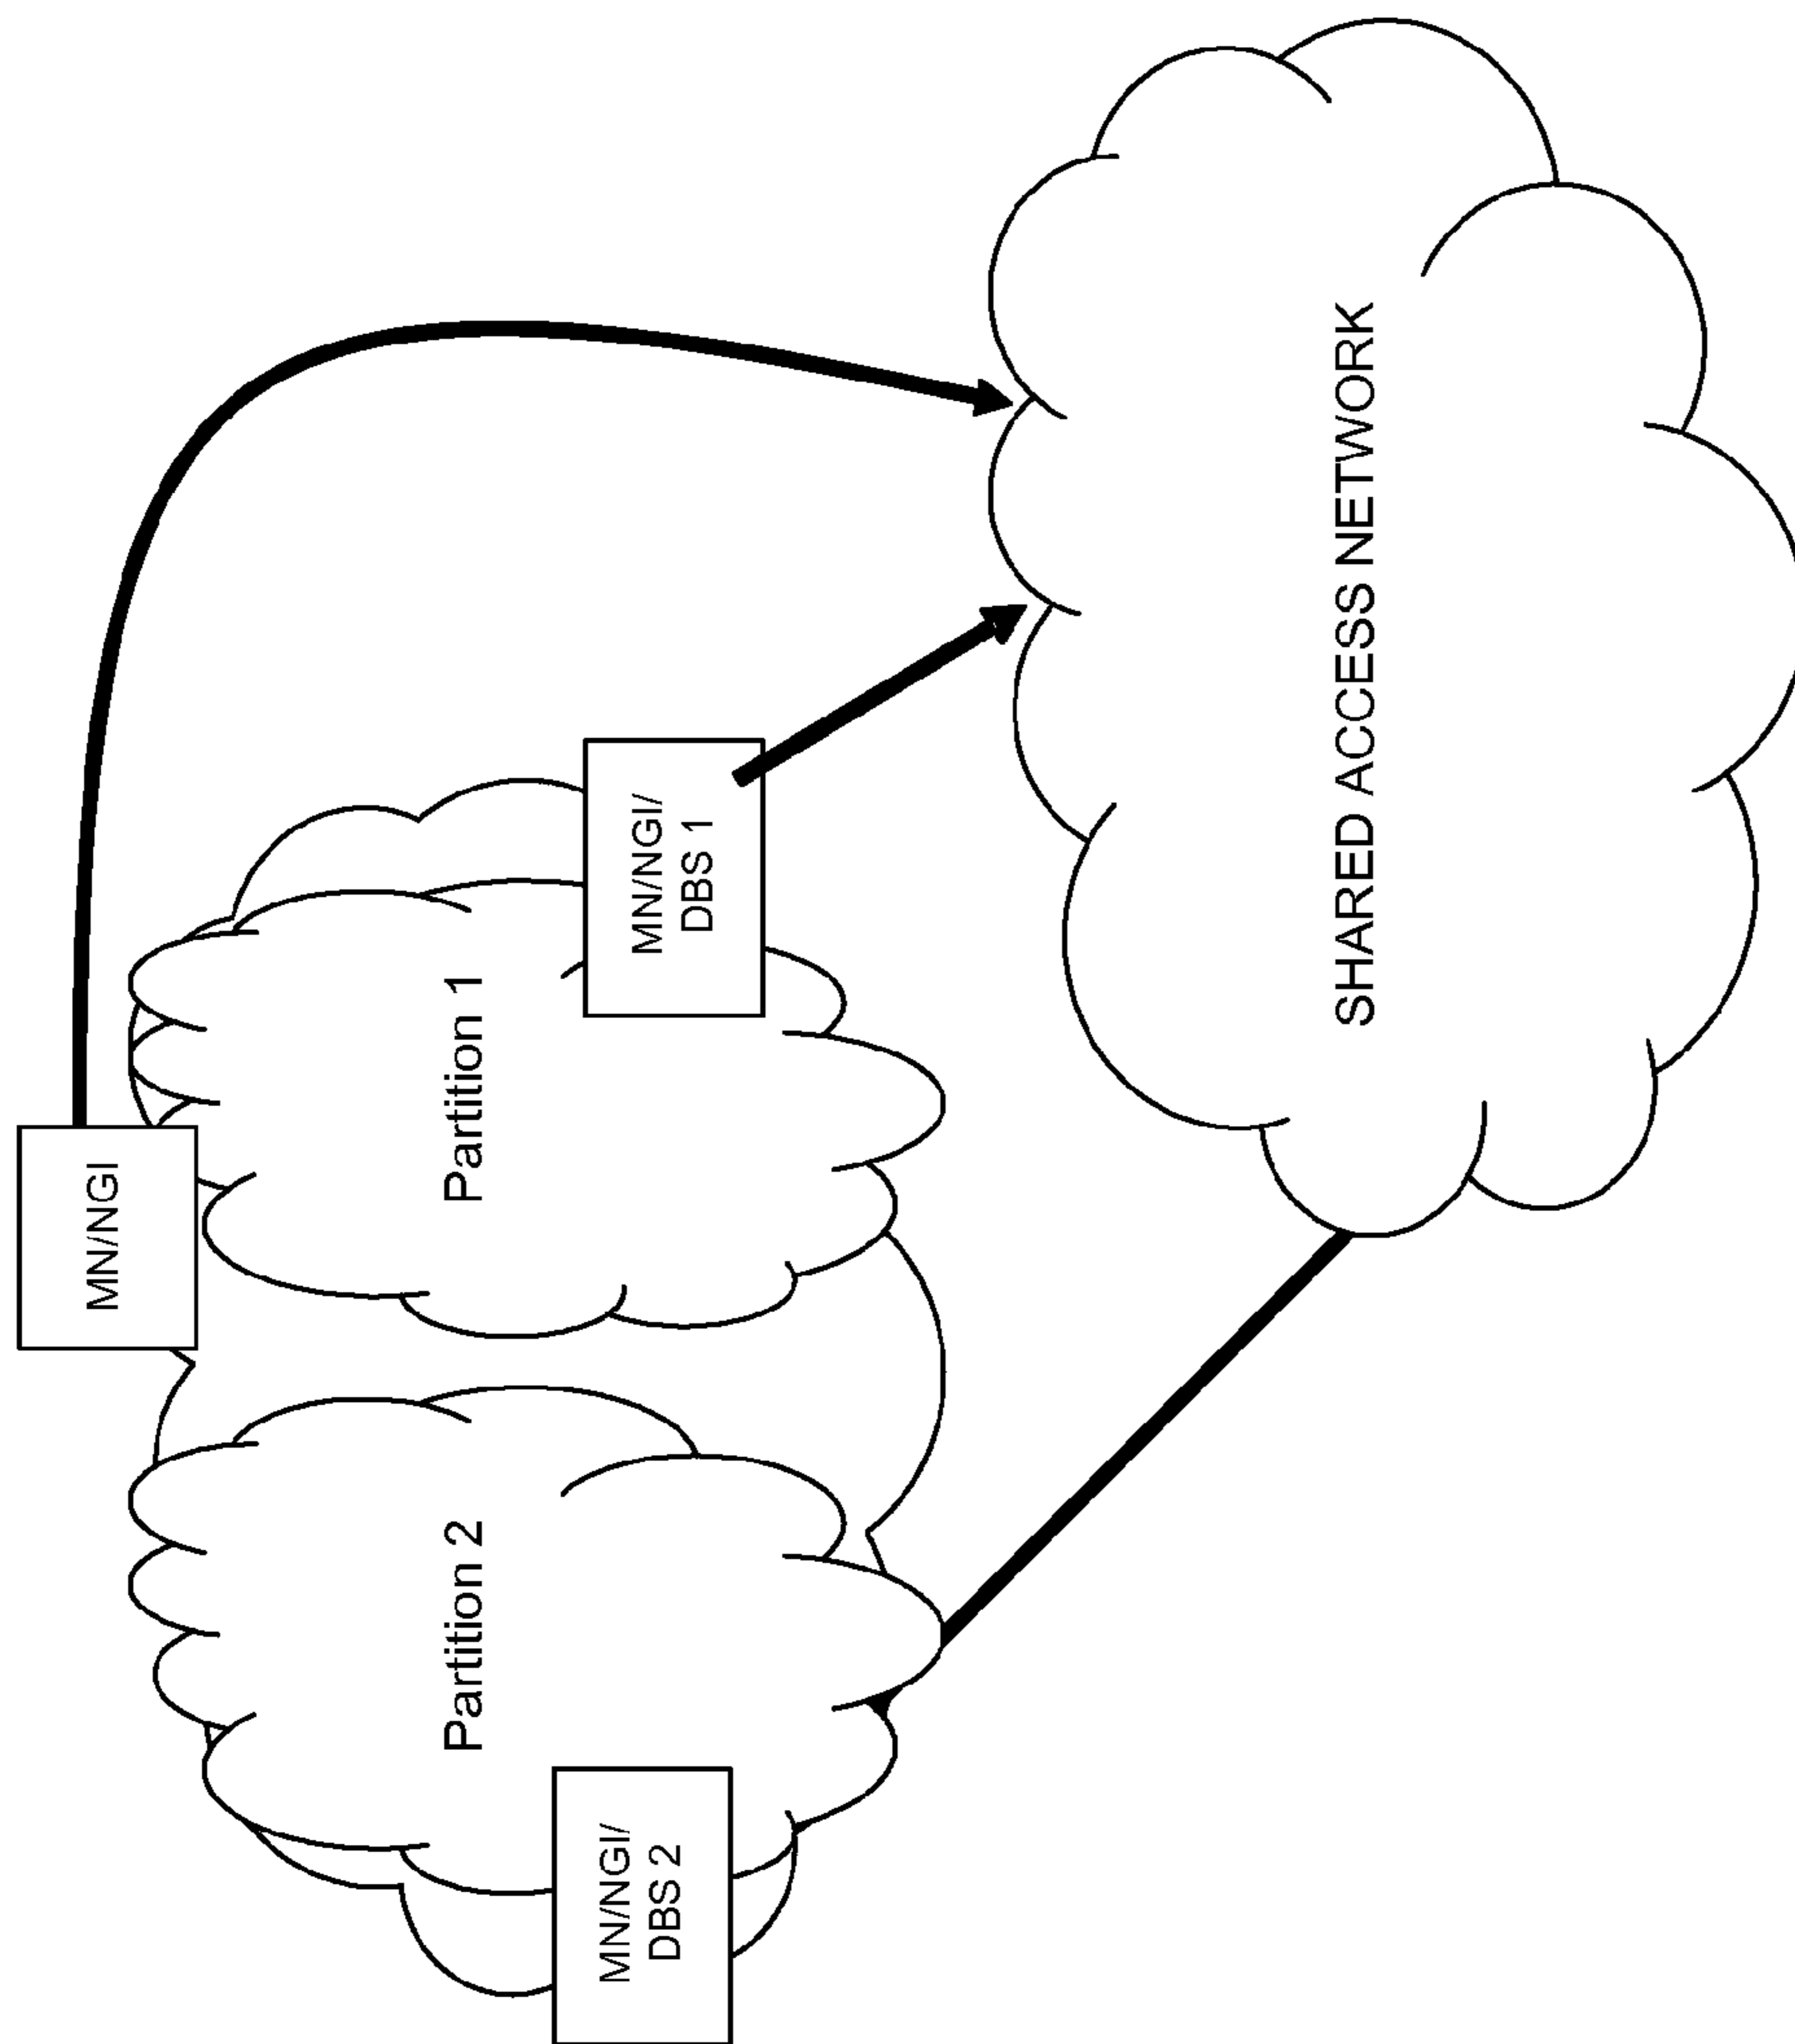 MN/NGI
Partition 2
Partition 1
MN/NGI/
DBS 2
MN/NGI/
DBS 1
SHARED ACCESS NETWORK